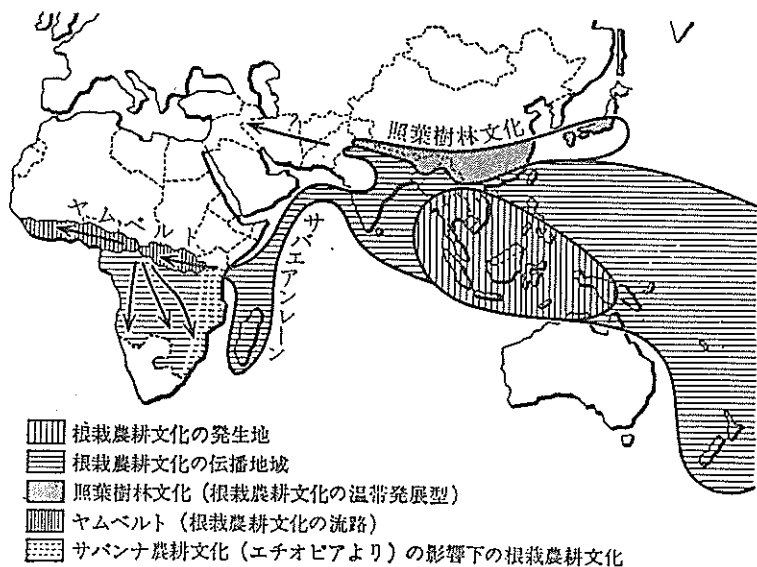 照葉樹林文化
ヤムベルト
サバエアンレーン
根栽農耕文化の発生地
根栽農耕文化の伝播地域
照葉樹林文化（根栽農耕文化の温帯発展型）
ヤムベルト（根栽農耕文化の流路）
サバンナ農耕文化（エチオピアより）の影響下の根栽農耕文化